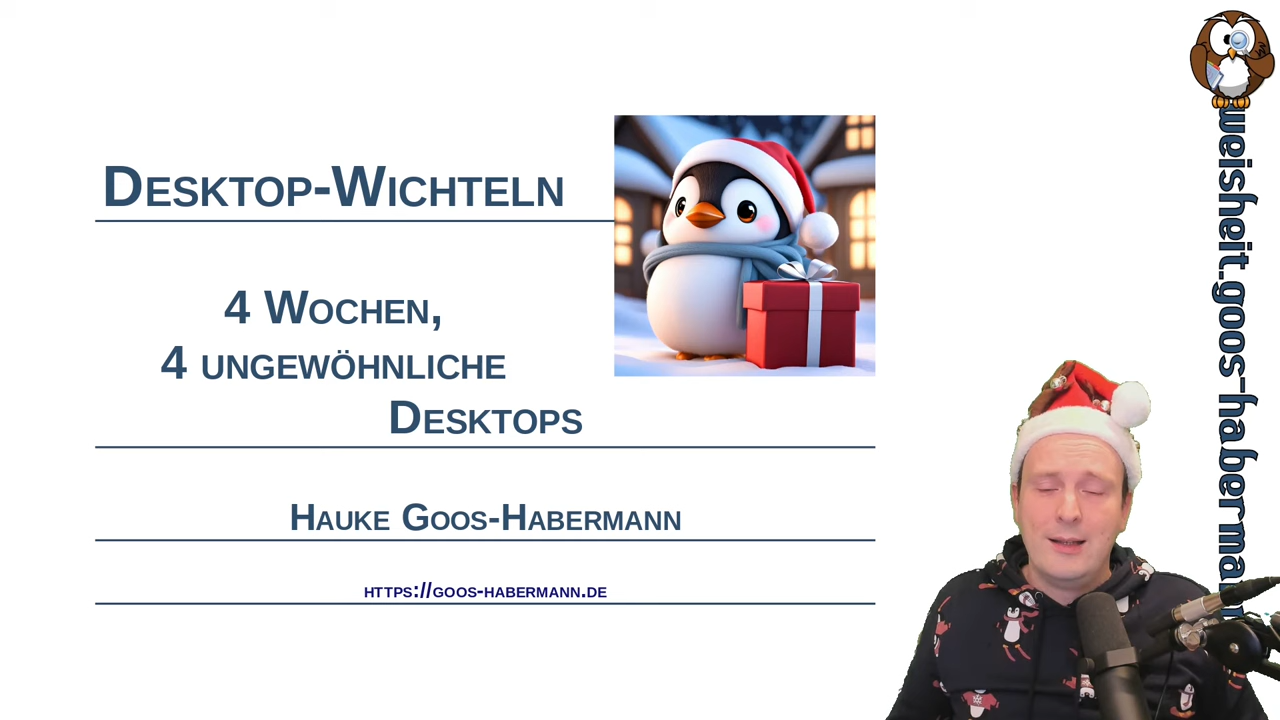 Desktop-Wichteln
4 Wochen,
4 ungewöhnliche
Desktops
Hauke Goos-Habermann
https://goos-habermann.de
weisheit.goos-haberman